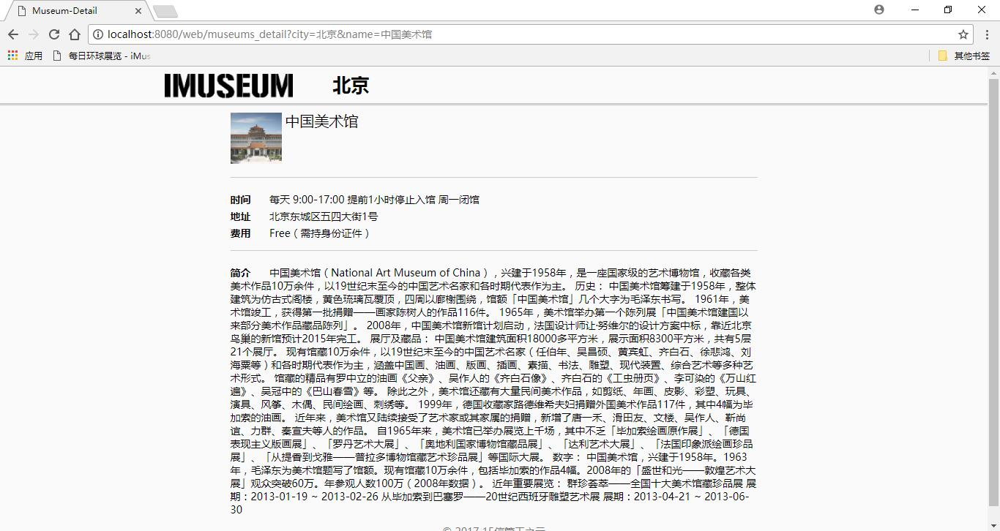 Museum-Detail
localhost:8080/web/museums_detail?city=北京&name=中国美术馆
应用 每日环球展览 - iMus 其他书签
IMUSEUM 北京
中国美术馆
时间 每天 9:00-17:00 提前1小时停止入馆 周一闭馆
地址 北京东城区五四大街1号
费用 Free（需持身份证件）
简介 中国美术馆（National Art Museum of China），兴建于1958年，是一座国家级的艺术博物馆，收藏各类
美术作品10万余件，以19世纪末至今的中国艺术名家和各时期代表作为主。 历史： 中国美术馆筹建于1958年，整体
建筑为仿古式阁楼，黄色琉璃瓦覆顶，四周以廊榭围绕，馆额「中国美术馆」几个大字为毛泽东书写。 1961年，美
术馆竣工，获得第一批捐赠——画家陈树人的作品116件。 1965年，美术馆举办第一个陈列展「中国美术馆建国以
来部分美术作品藏品陈列」。 2008年，中国美术馆新馆计划启动，法国设计师让·努维尔的设计方案中标，靠近北京
鸟巢的新馆预计2015年完工。 展厅及藏品： 中国美术馆建筑面积18000多平方米，展示面积8300平方米，共有5层
21个展厅。 现有馆藏10万余件，以19世纪末至今的中国艺术名家（任伯年、吴昌硕、黄宾虹、齐白石、徐悲鸿、刘
海粟等）和各时期代表作为主，涵盖中国画、油画、版画、插画、素描、书法、雕塑、现代装置、综合艺术等多种艺
术形式。 馆藏的精品有罗中立的油画《父亲》、吴作人的《齐白石像》、齐白石的《工虫册页》、李可染的《万山红
遍》、吴冠中的《巴山春雪》等。 除此之外，美术馆还藏有大量民间美术作品，如剪纸、年画、皮影、彩塑、玩具、
演具、风筝、木偶、民间绘画、刺绣等。 1999年，德国收藏家路德维希夫妇捐赠外国美术作品117件，其中4幅为毕
加索的油画。 近年来，美术馆又陆续接受了艺术家或其家属的捐赠，新增了唐一禾、滑田友、文楼、吴作人、靳尚
谊、力群、秦宣夫等人的作品。 自1965年来，美术馆已举办展览上千场，其中不乏「毕加索绘画原作展」、「德国
表现主义版画展」、「罗丹艺术大展」、「奥地利国家博物馆藏品展」、「达利艺术大展」、「法国印象派绘画珍品
展」、「从提香到戈雅——普拉多博物馆藏艺术珍品展」等国际大展。 数字： 中国美术馆，兴建于1958年。1963
年，毛泽东为美术馆题写了馆额。现有馆藏10万余件，包括毕加索的作品4幅。2008年的「盛世和光——敦煌艺术大
展」观众突破60万。年参观人数100万（2008年数据）。 近年重要展览： 群珍荟萃——全国十大美术馆藏珍品展 展
期：2013-01-19 ~ 2013-02-26 从毕加索到巴塞罗——20世纪西班牙雕塑艺术展 展期：2013-04-21 ~ 2013-06-
30
© 2017